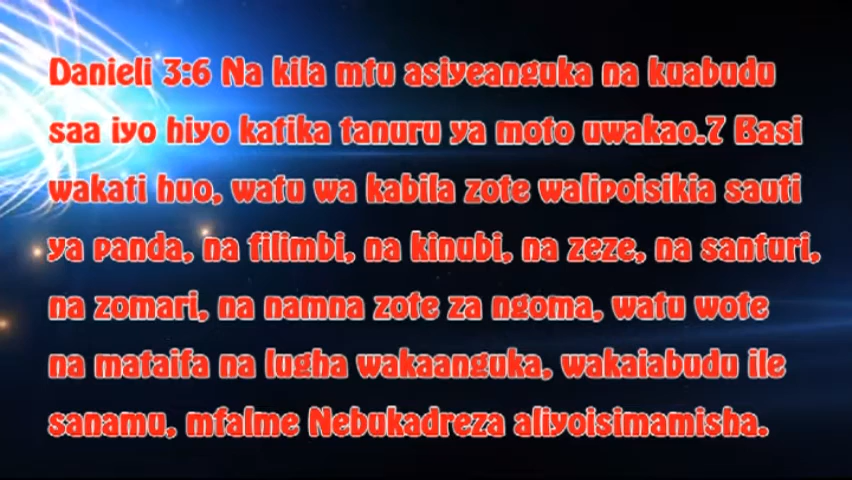 Danieli 3:6 Na kila mtu asiyeanguka na kuabudu
saa iyo hiyo katika tanuru ya moto uwakao.7 Basi
wakati huo, watu wa kabila zote walipoisikia sauti
ya panda, na filimbi, na kinubi, na zeze, na santuri,
na zomari, na namna zote za ngoma, watu wote
na mataifa na lugha wakaanguka, wakaiabudu ile
sanamu, mfalme Nebukadreza aliyoisimamisha.